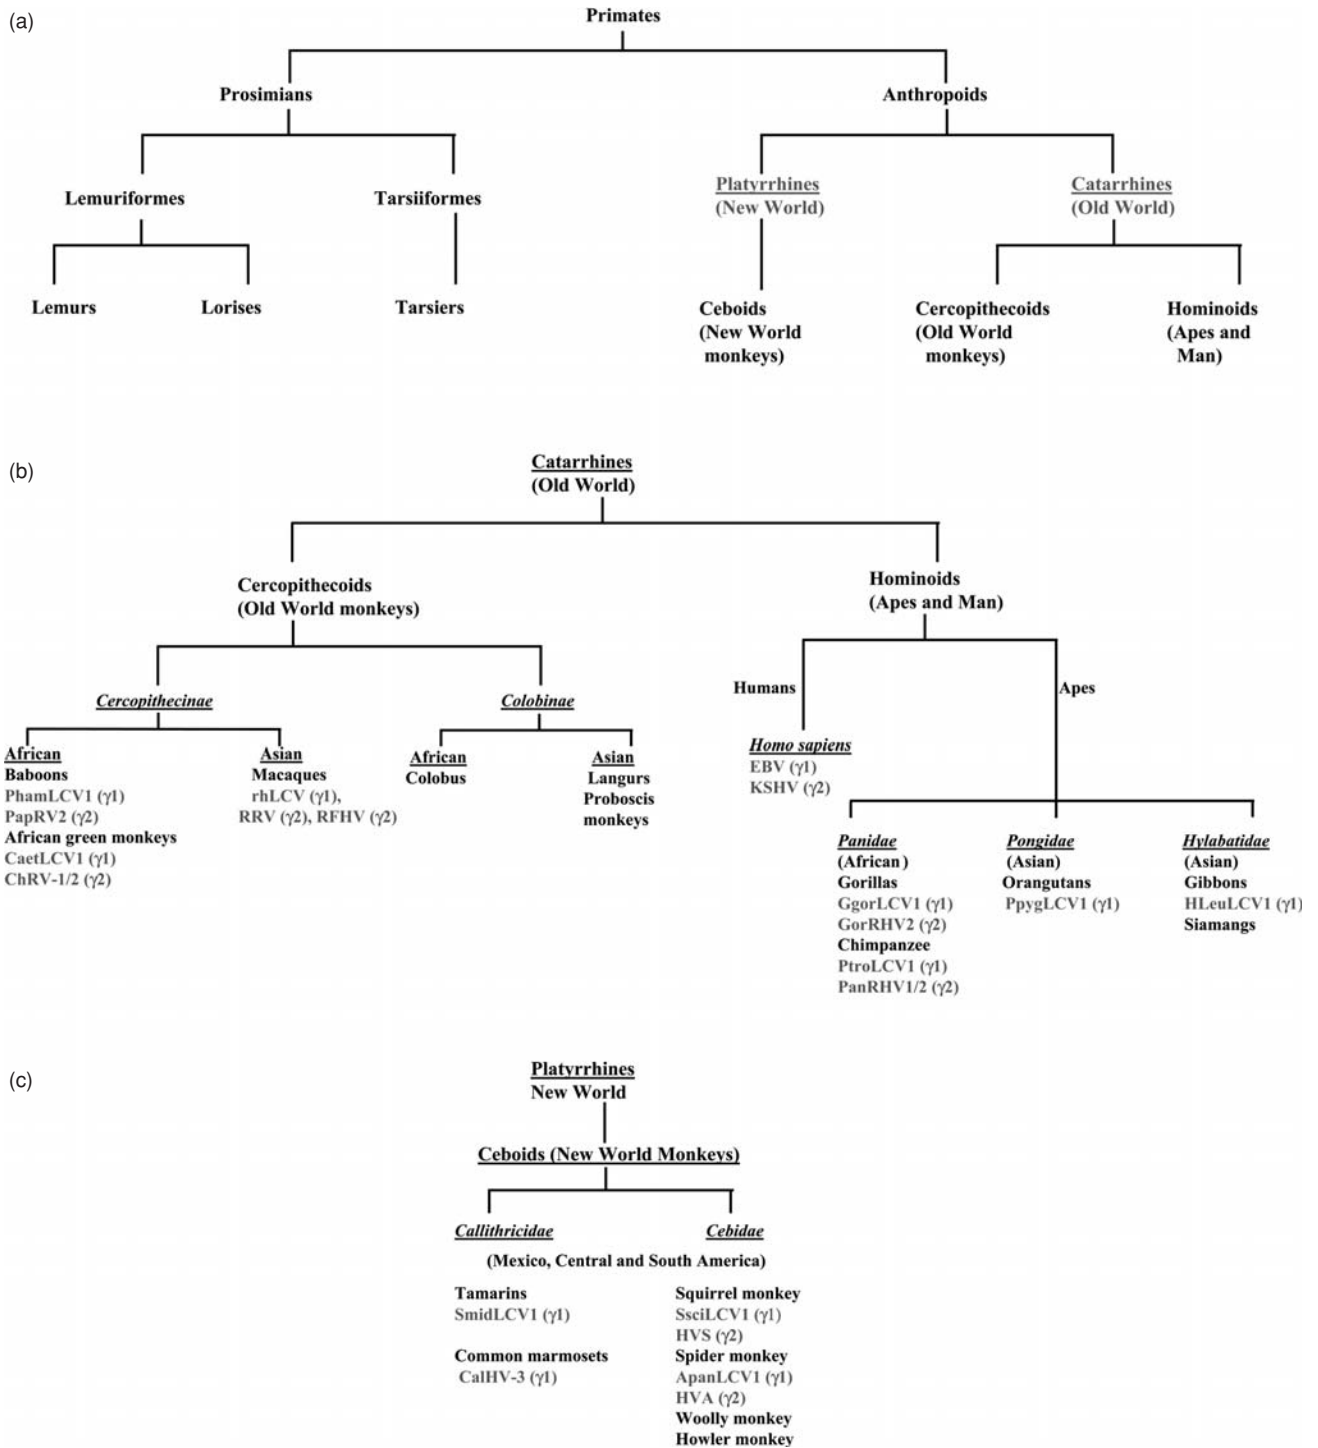 (a)
Primates
Prosimians
Anthropoids
Lemuriformes
Tarsiiformes
Platyrrhines
(New World)
Catarrhines
(Old World)
Lemurs
Lorises
Tarsiers
Ceboids
(New World
monkeys)
Cercopithecoids
(Old World
monkeys)
Hominoids
(Apes and
Man)
(b)
Catarrhines
(Old World)
Cercopithecoids
(Old World monkeys)
Hominoids
(Apes and Man)
Cercopithecinae
Colobinae
Humans
Apes
African
Baboons
PhamLCV1 (γ1)
PapRV2 (γ2)
African green monkeys
CaetLCV1 (γ1)
ChRV-1/2 (γ2)
Asian
Macaques
rhLCV (γ1),
RRV (γ2), RFHV (γ2)
African
Colobus
Asian
Langurs
Proboscis
monkeys
Homo sapiens
EBV (γ1)
KSHV (γ2)
Panidae
(African)
Gorillas
GgorLCV1 (γ1)
GorRHV2 (γ2)
Chimpanzee
PtroLCV1 (γ1)
PanRHV1/2 (γ2)
Pongidae
(Asian)
Orangutans
PpygLCV1 (γ1)
Hylabatidae
(Asian)
Gibbons
HLeuLCV1 (γ1)
Siamangs
(c)
Platyrrhines
New World
Ceboids (New World Monkeys)
Callithricidae
Cebidae
(Mexico, Central and South America)
Tamarins
SmidLCV1 (γ1)
Common marmosets
CalHV-3 (γ1)
Squirrel monkey
SsciLCV1 (γ1)
HVS (γ2)
Spider monkey
ApanLCV1 (γ1)
HVA (γ2)
Woolly monkey
Howler monkey